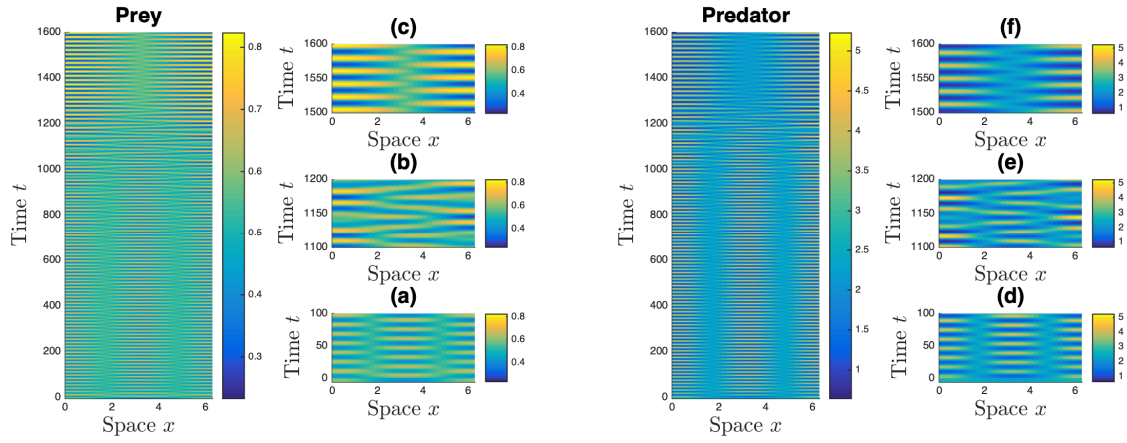 Prey
1600
1400
1200
1000
800
600
400
200
0
0 2 4 6
Time t
Space x
0.8
0.7
0.6
0.5
0.4
0.3
(c)
1600
1550
1500
0 2 4 6
Time t
Space x
0.8
0.6
0.4
(b)
1200
1150
1100
0 2 4 6
Time t
Space x
0.8
0.6
0.4
(a)
100
50
0
0 2 4 6
Time t
Space x
0.8
0.6
0.4
Predator
1600
1400
1200
1000
800
600
400
200
0
0 2 4 6
Time t
Space x
5
4.5
4
3.5
3
2.5
2
1.5
1
(f)
1600
1550
1500
0 2 4 6
Time t
Space x
5
4
3
2
1
(e)
1200
1150
1100
0 2 4 6
Time t
Space x
5
4
3
2
1
(d)
100
50
0
0 2 4 6
Time t
Space x
5
4
3
2
1